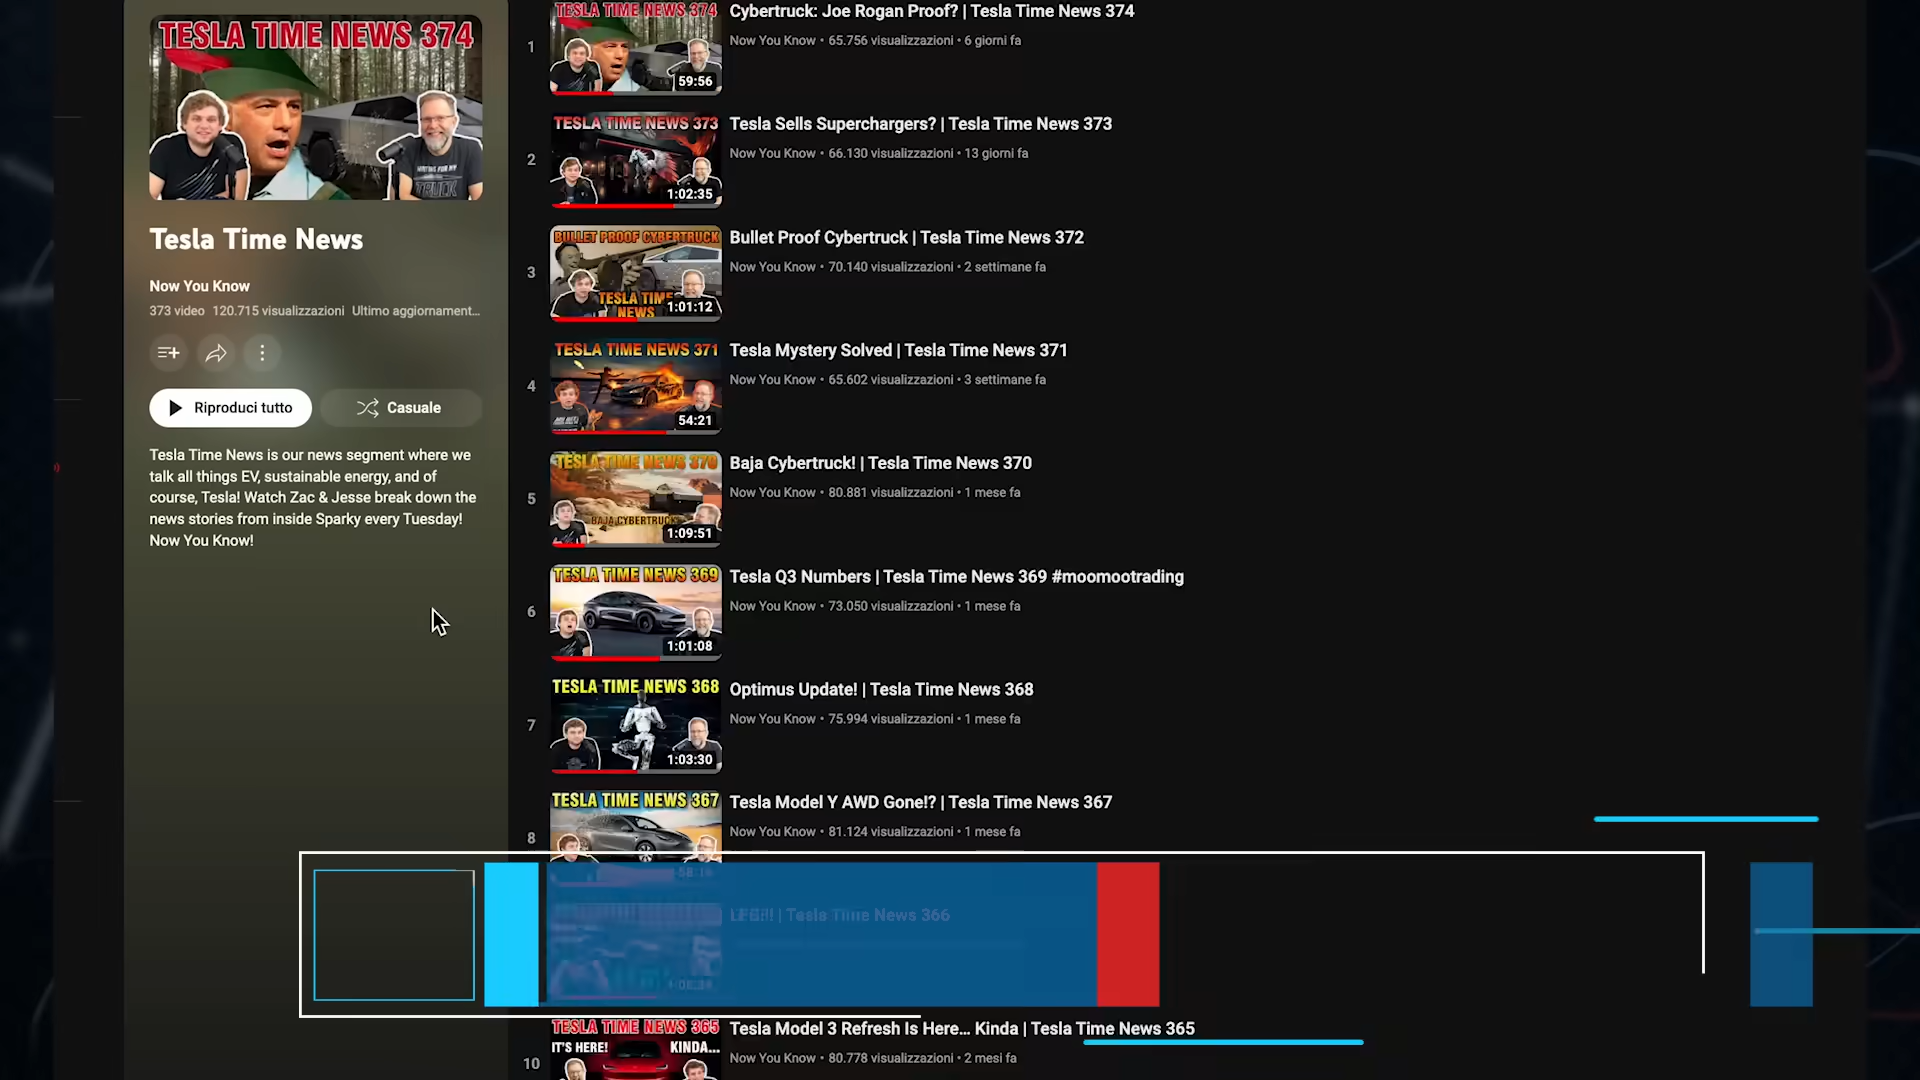 TESLA TIME NEWS 374
Tesla Time News
Now You Know
373 video 120.715 visualizzazioni Ultimo aggiornament...
Riproduci tutto
Casuale
Tesla Time News is our news segment where we
talk all things EV, sustainable energy, and of
course, Tesla! Watch Zac & Jesse break down the
news stories from inside Sparky every Tuesday!
Now You Know!
1
TESLA TIME NEWS 374
59:56
Cybertruck: Joe Rogan Proof? | Tesla Time News 374
Now You Know • 65.756 visualizzazioni • 6 giorni fa
2
TESLA TIME NEWS 373
1:02:35
Tesla Sells Superchargers? | Tesla Time News 373
Now You Know • 66.130 visualizzazioni • 13 giorni fa
3
BULLET PROOF CYBERTRUCK
TESLA TIME
NEWS
1:01:12
Bullet Proof Cybertruck | Tesla Time News 372
Now You Know • 70.140 visualizzazioni • 2 settimane fa
4
TESLA TIME NEWS 371
54:21
Tesla Mystery Solved | Tesla Time News 371
Now You Know • 65.602 visualizzazioni • 3 settimane fa
5
TESLA TIME NEWS 370
BAJA CYBERTRUCK
1:09:51
Baja Cybertruck! | Tesla Time News 370
Now You Know • 80.881 visualizzazioni • 1 mese fa
6
TESLA TIME NEWS 369
1:01:08
Tesla Q3 Numbers | Tesla Time News 369 #moomootrading
Now You Know • 73.050 visualizzazioni • 1 mese fa
7
TESLA TIME NEWS 368
1:03:30
Optimus Update! | Tesla Time News 368
Now You Know • 75.994 visualizzazioni • 1 mese fa
8
TESLA TIME NEWS 367
Tesla Model Y AWD Gone!? | Tesla Time News 367
Now You Know • 81.124 visualizzazioni • 1 mese fa
| Tesla Time News 366
10
TESLA TIME NEWS 365
IT'S HERE! KINDA...
Tesla Model 3 Refresh Is Here... Kinda | Tesla Time News 365
Now You Know • 80.778 visualizzazioni • 2 mesi fa